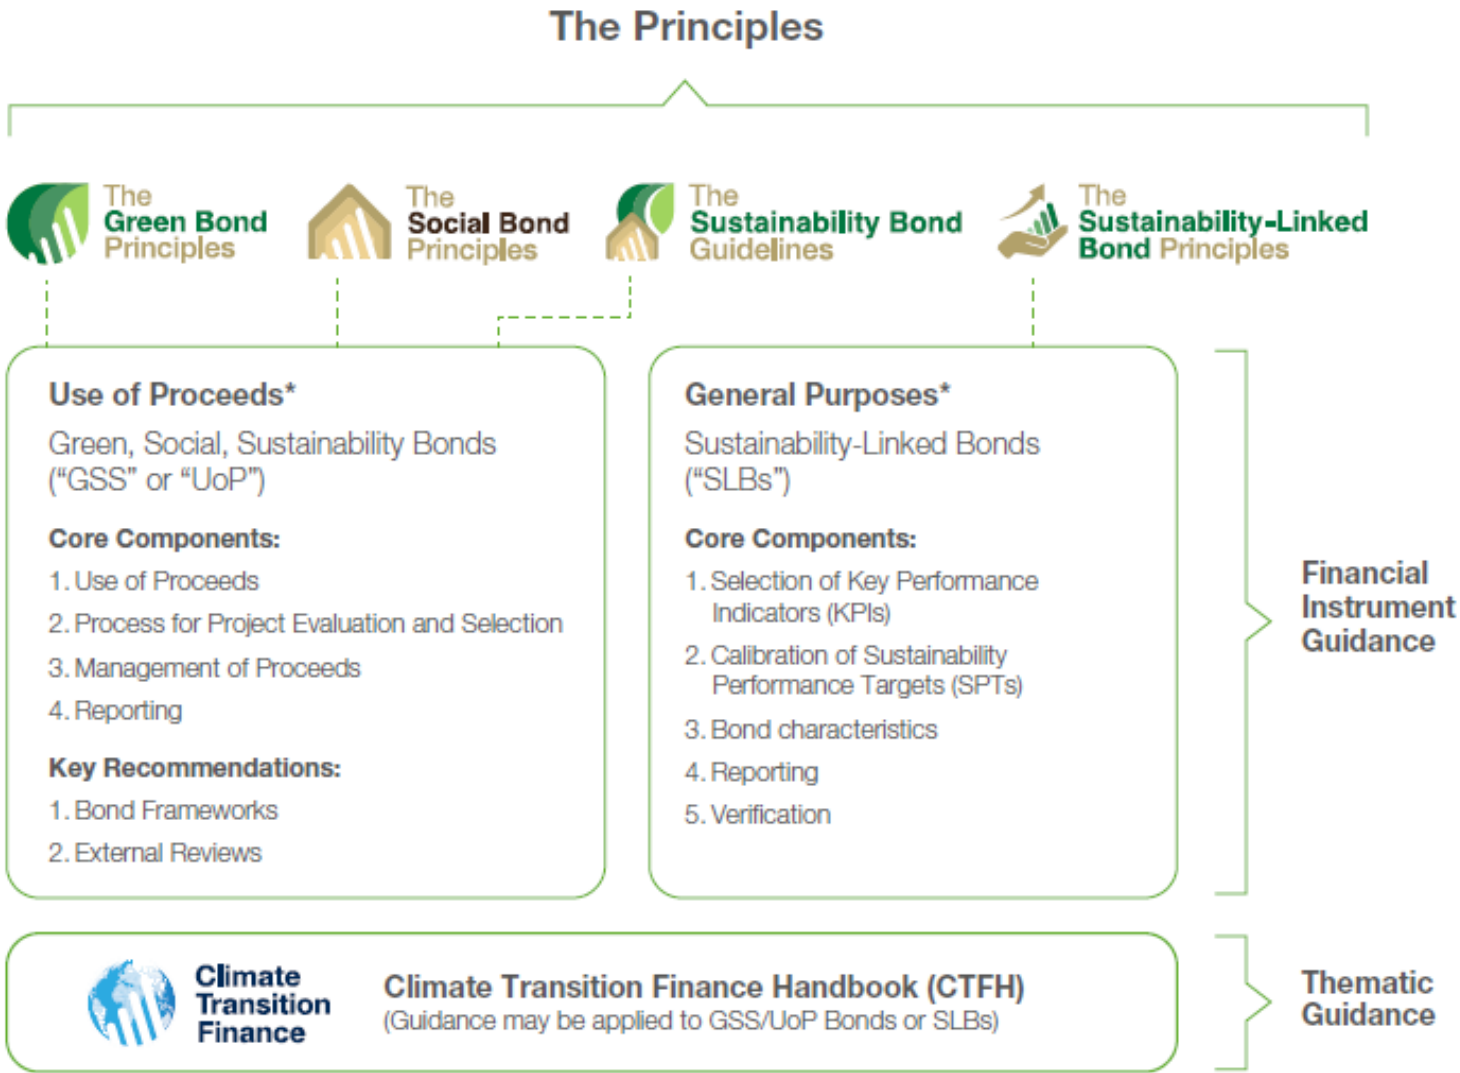 The Principles
The
Green Bond
Principles
The
Social Bond
Principles
The
Sustainability Bond
Guidelines
The
Sustainability-Linked
Bond Principles
Use of Proceeds*
Green, Social, Sustainability Bonds
(“GSS” or “UoP”)
Core Components:
1. Use of Proceeds
2. Process for Project Evaluation and Selection
3. Management of Proceeds
4. Reporting
Key Recommendations:
1. Bond Frameworks
2. External Reviews
General Purposes*
Sustainability-Linked Bonds
(“SLBs”)
Core Components:
1. Selection of Key Performance
Indicators (KPIs)
2. Calibration of Sustainability
Performance Targets (SPTs)
3. Bond characteristics
4. Reporting
5. Verification
Financial
Instrument
Guidance
Climate
Transition
Finance
Climate Transition Finance Handbook (CTFH)
(Guidance may be applied to GSS/UoP Bonds or SLBs)
Thematic
Guidance